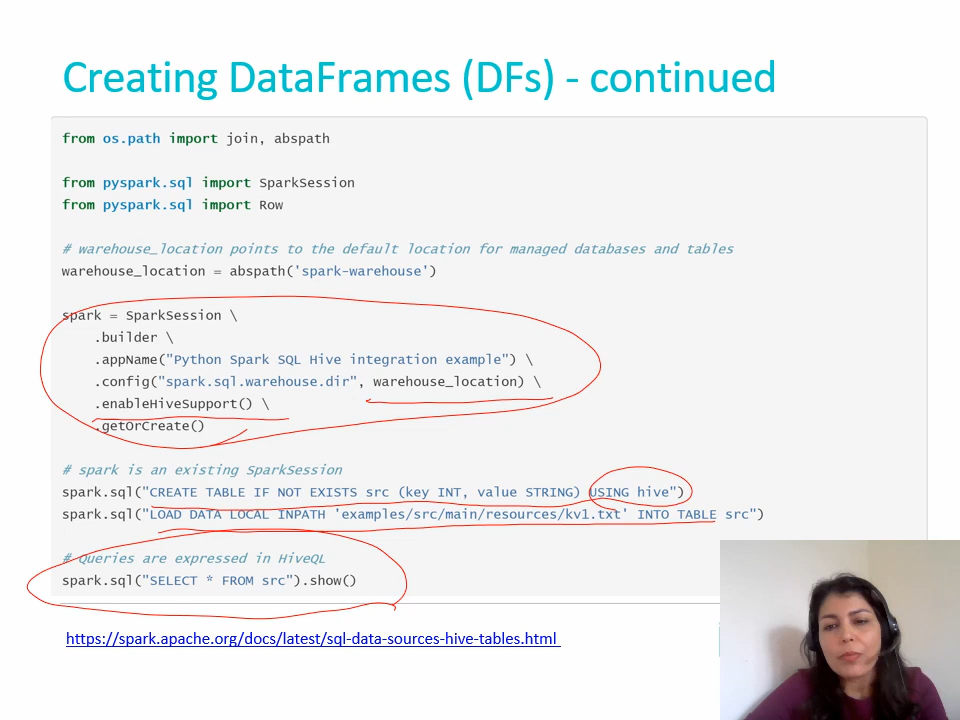 Creating DataFrames (DFs) - continued
from os.path import join, abspath
from pyspark.sql import SparkSession
from pyspark.sql import Row
# warehouse_location points to the default location for managed databases and tables
warehouse_location = abspath('spark-warehouse')
spark = SparkSession \
    .builder \
    .appName("Python Spark SQL Hive integration example") \
    .config("spark.sql.warehouse.dir", warehouse_location) \
    .enableHiveSupport() \
    .getOrCreate()
# spark is an existing SparkSession
spark.sql("CREATE TABLE IF NOT EXISTS src (key INT, value STRING) USING hive")
spark.sql("LOAD DATA LOCAL INPATH 'examples/src/main/resources/kv1.txt' INTO TABLE src")
# Queries are expressed in HiveQL
spark.sql("SELECT * FROM src").show()
https://spark.apache.org/docs/latest/sql-data-sources-hive-tables.html